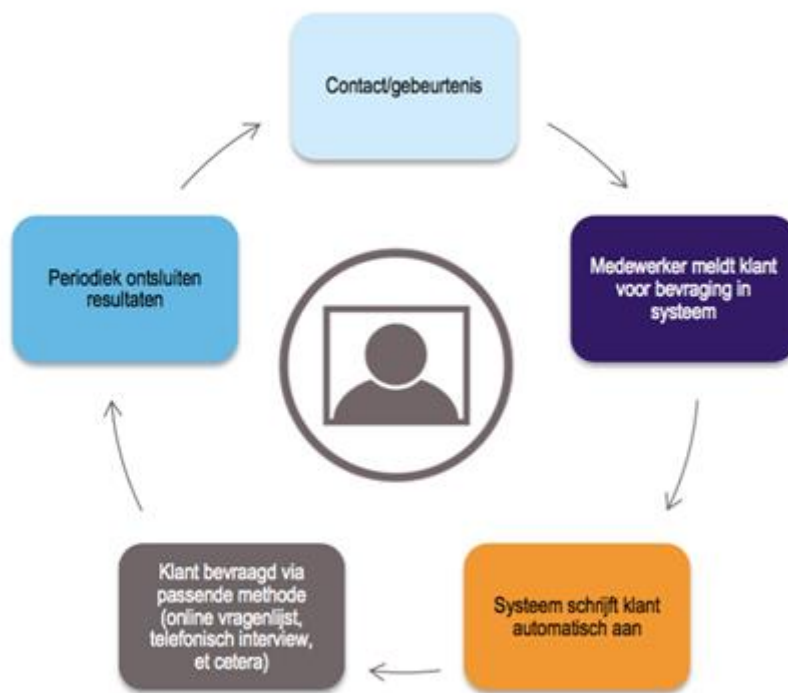 Contact/gebeurtenis
Medewerker meldt klant
voor bevraging in
systeem
Systeem schrijft klant
automatisch aan
Klant bevraagd via
passende methode
(online vragenlijst,
telefonisch interview,
et cetera)
Periodiek ontsluiten
resultaten